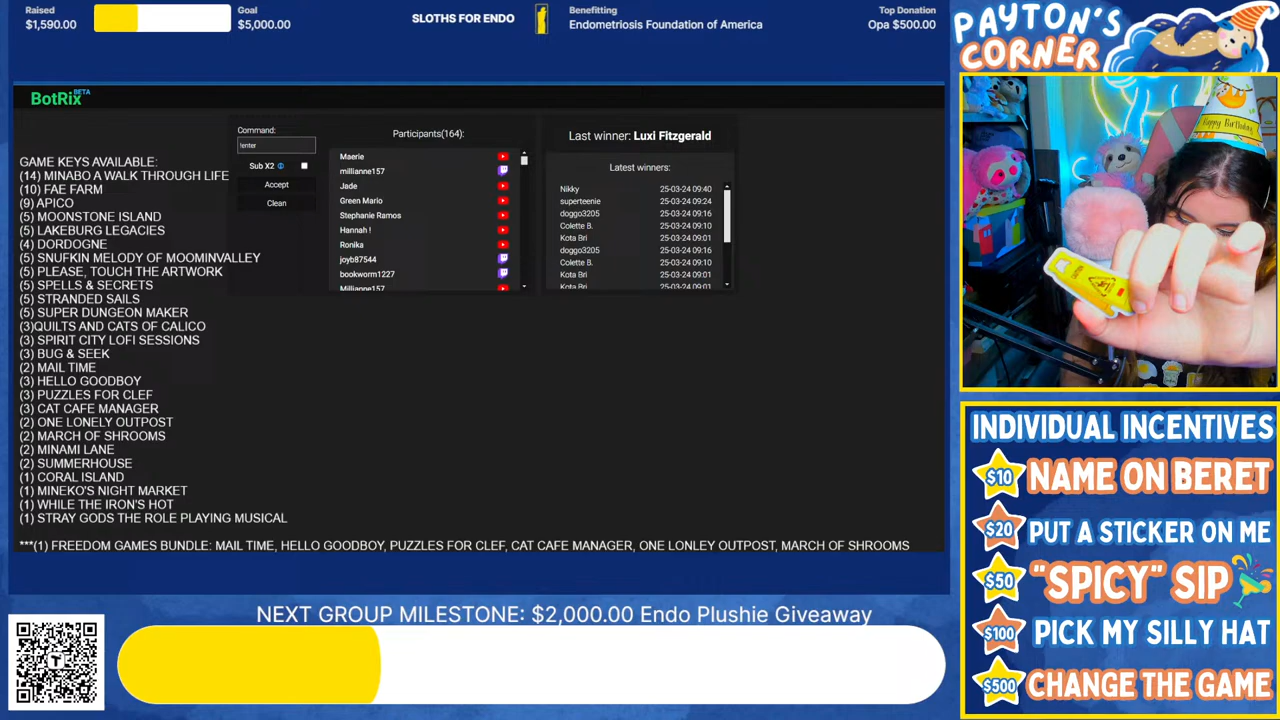 Raised
$1,590.00
Goal
$5,000.00
SLOTHS FOR ENDO
Benefitting
Endometriosis Foundation of America
Top Donation
Opa $500.00
PAYTON'S
CORNER
BotRix BETA
Command:
!enter
Sub X2
Accept
Clean
Participants(164):
Maerie
millianne157
Jade
Green Mario
Stephanie Ramos
Hannah !
Ronika
joyb87544
bookworm1227
Millianne157
Last winner: Luxi Fitzgerald
Latest winners:
Nikky 25-03-24 09:40
superteenie 25-03-24 09:24
doggo3205 25-03-24 09:16
Colette B. 25-03-24 09:10
Kota Bri 25-03-24 09:01
doggo3205 25-03-24 09:16
Colette B. 25-03-24 09:10
Kota Bri 25-03-24 09:01
Kota Bri 25-03-24 09:01
GAME KEYS AVAILABLE:
(14) MINABO A WALK THROUGH LIFE
(10) FAE FARM
(9) APICO
(5) MOONSTONE ISLAND
(5) LAKEBURG LEGACIES
(4) DORDOGNE
(5) SNUFKIN MELODY OF MOOMINVALLEY
(5) PLEASE, TOUCH THE ARTWORK
(5) SPELLS & SECRETS
(5) STRANDED SAILS
(5) SUPER DUNGEON MAKER
(3)QUILTS AND CATS OF CALICO
(3) SPIRIT CITY LOFI SESSIONS
(3) BUG & SEEK
(2) MAIL TIME
(3) HELLO GOODBOY
(3) PUZZLES FOR CLEF
(3) CAT CAFE MANAGER
(2) ONE LONELY OUTPOST
(2) MARCH OF SHROOMS
(2) MINAMI LANE
(2) SUMMERHOUSE
(1) CORAL ISLAND
(1) MINEKO'S NIGHT MARKET
(1) WHILE THE IRON'S HOT
(1) STRAY GODS THE ROLE PLAYING MUSICAL
***(1) FREEDOM GAMES BUNDLE: MAIL TIME, HELLO GOODBOY, PUZZLES FOR CLEF, CAT CAFE MANAGER, ONE LONLEY OUTPOST, MARCH OF SHROOMS
Happy Birthday
CAUTION
INDIVIDUAL INCENTIVES
$10 NAME ON BERET
$20 PUT A STICKER ON ME
$50 "SPICY" SIP
$100 PICK MY SILLY HAT
$500 CHANGE THE GAME
NEXT GROUP MILESTONE: $2,000.00 Endo Plushie Giveaway